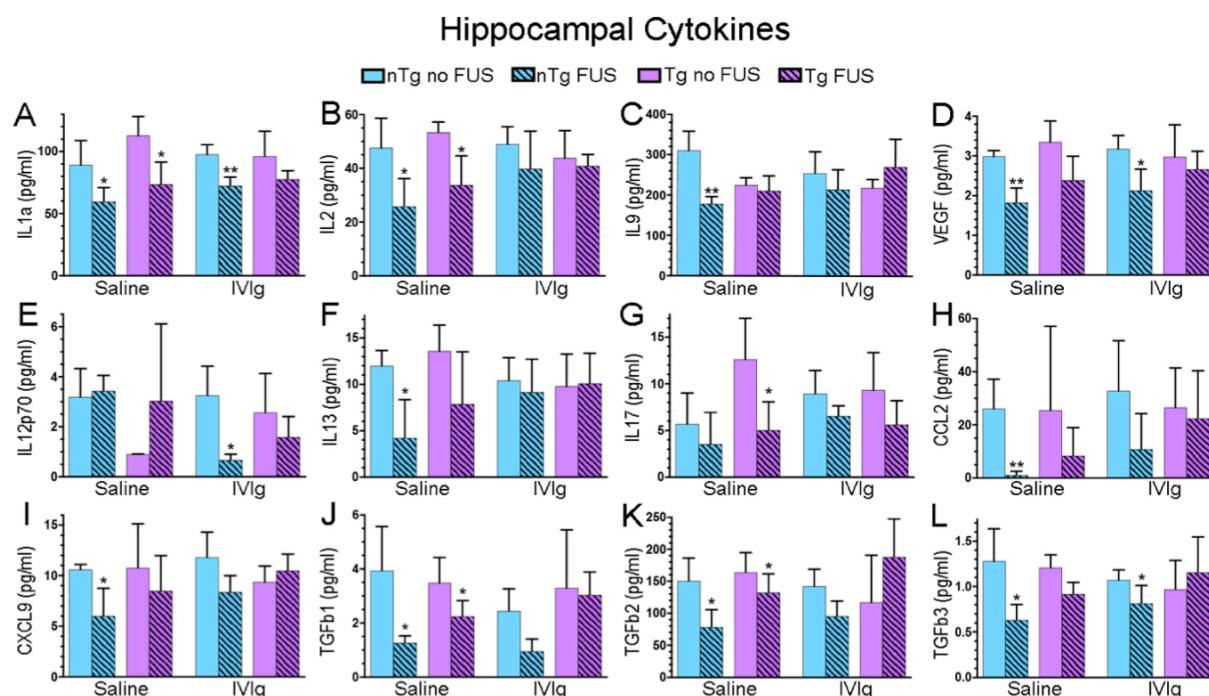 Hippocampal Cytokines
nTg no FUS nTg FUS Tg no FUS Tg FUS
A
IL1a (pg/ml)
100
50
0
*
*
**
Saline IVIg
B
IL2 (pg/ml)
60
40
20
0
*
*
Saline IVIg
C
IL9 (pg/ml)
400
300
200
100
0
**
Saline IVIg
D
VEGF (pg/ml)
4
3
2
1
0
**
*
Saline IVIg
E
IL12p70 (pg/ml)
6
4
2
0
*
Saline IVIg
F
IL13 (pg/ml)
15
10
5
0
*
Saline IVIg
G
IL17 (pg/ml)
15
10
5
0
*
Saline IVIg
H
CCL2 (pg/ml)
60
40
20
0
**
Saline IVIg
I
CXCL9 (pg/ml)
15
10
5
0
*
Saline IVIg
J
TGFb1 (pg/ml)
6
4
2
0
*
*
Saline IVIg
K
TGFb2 (pg/ml)
250
200
150
100
50
0
*
*
Saline IVIg
L
TGFb3 (pg/ml)
1.5
1.0
0.5
0.0
*
*
Saline IVIg